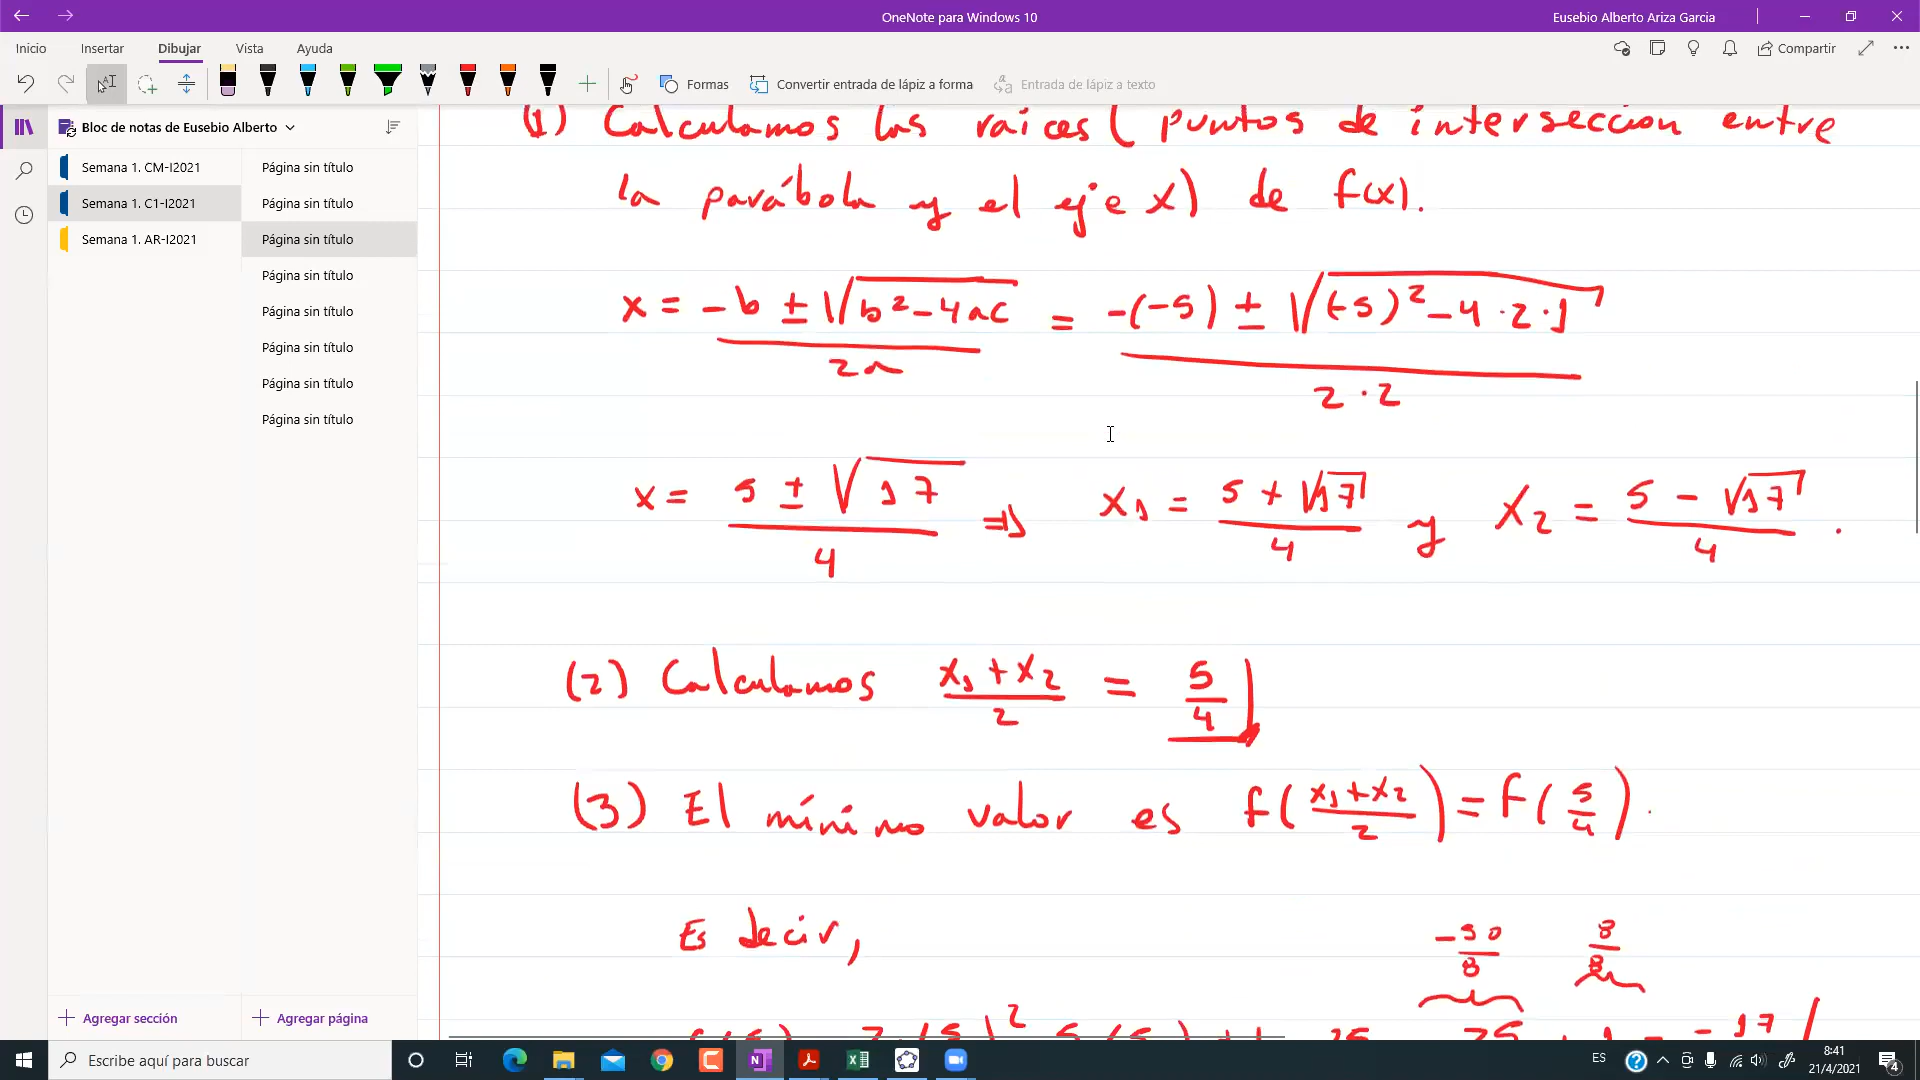 OneNote para Windows 10
Eusebio Alberto Ariza Garcia
Inicio Insertar Dibujar Vista Ayuda
Compartir
Formas Convertir entrada de lápiz a forma Entrada de lápiz a texto
Bloc de notas de Eusebio Alberto
Semana 1. CM-I2021
Semana 1. C1-I2021
Semana 1. AR-I2021
Página sin título
Página sin título
Página sin título
Página sin título
Página sin título
Página sin título
Página sin título
Página sin título
Agregar sección
Agregar página
(1) Calculamos las raíces (puntos de intersección entre
la parábola y el eje x) de f(x).
x = -b ± √(b² - 4ac) / 2a = -(-5) ± √((-5)² - 4·2·1) / 2·2
x = 5 ± √17 / 4 ⇒ x₁ = 5 + √17 / 4 y x₂ = 5 - √17 / 4 .
(2) Calculamos x₁ + x₂ / 2 = 5/4
(3) El mínimo valor es f(x₁ + x₂ / 2) = f(5/4).
Es decir,
-50/8 8/8
-17
Escribe aquí para buscar
ES
8:41
21/4/2021
4